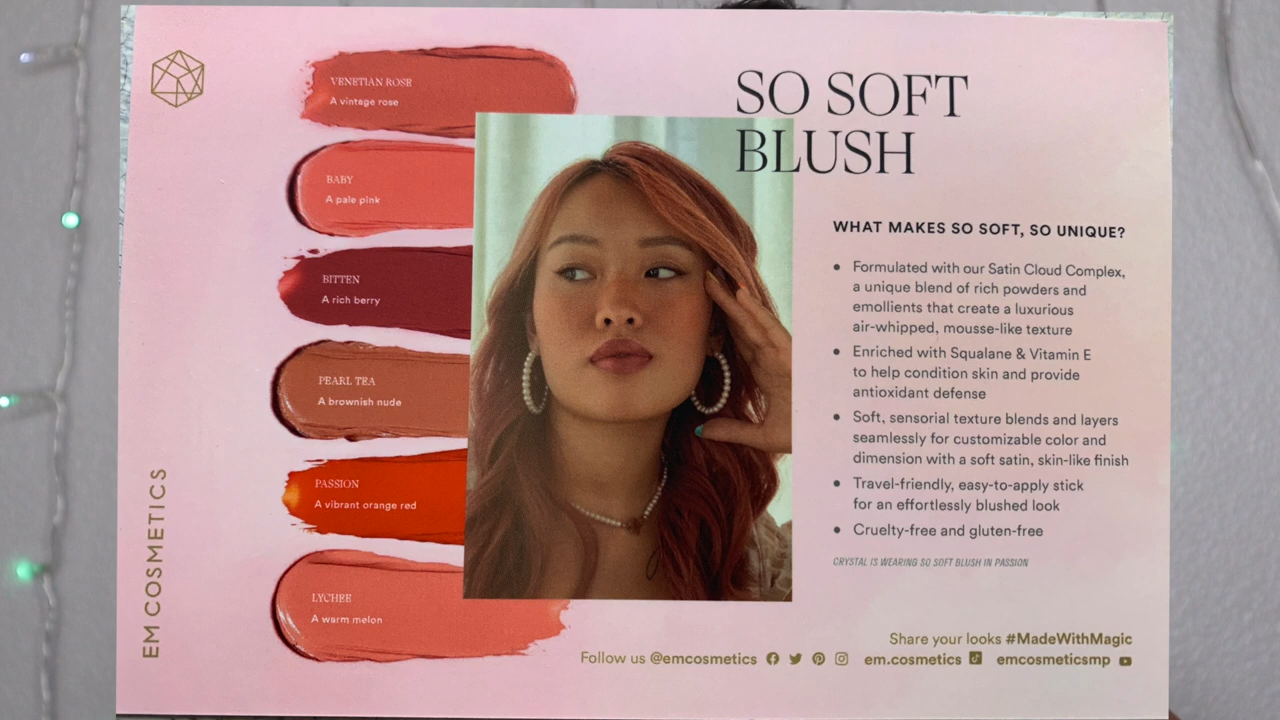 VENETIAN ROSE
A vintage rose
BABY
A pale pink
BITTEN
A rich berry
PEARL TEA
A brownish nude
PASSION
A vibrant orange red
LYCHEE
A warm melon
EM COSMETICS
SO SOFT
BLUSH
WHAT MAKES SO SOFT, SO UNIQUE?
• Formulated with our Satin Cloud Complex,
a unique blend of rich powders and
emollients that create a luxurious
air-whipped, mousse-like texture
• Enriched with Squalane & Vitamin E
to help condition skin and provide
antioxidant defense
• Soft, sensorial texture blends and layers
seamlessly for customizable color and
dimension with a soft satin, skin-like finish
• Travel-friendly, easy-to-apply stick
for an effortlessly blushed look
• Cruelty-free and gluten-free
CRYSTAL IS WEARING SO SOFT BLUSH IN PASSION
Share your looks #MadeWithMagic
Follow us @emcosmetics em.cosmetics emcosmeticsmp